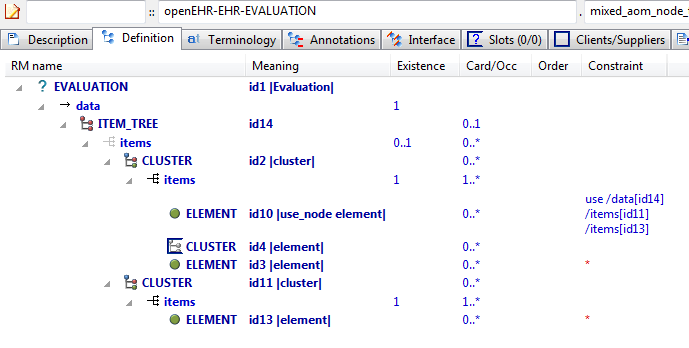 :: openEHR-EHR-EVALUATION . mixed_aom_node_
Description Definition Terminology Annotations Interface Slots (0/0) Clients/Suppliers
RM name Meaning Existence Card/Occ Order Constraint
EVALUATION id1 |Evaluation|
data 1
ITEM_TREE id14 0..1
items 0..1 0..*
CLUSTER id2 |cluster| 0..*
items 1 1..*
use /data[id14]
ELEMENT id10 |use_node element| 0..* /items[id11]
/items[id13]
CLUSTER id4 |element| 0..*
ELEMENT id3 |element| 0..* *
CLUSTER id11 |cluster| 0..*
items 1 1..*
ELEMENT id13 |element| 0..* *